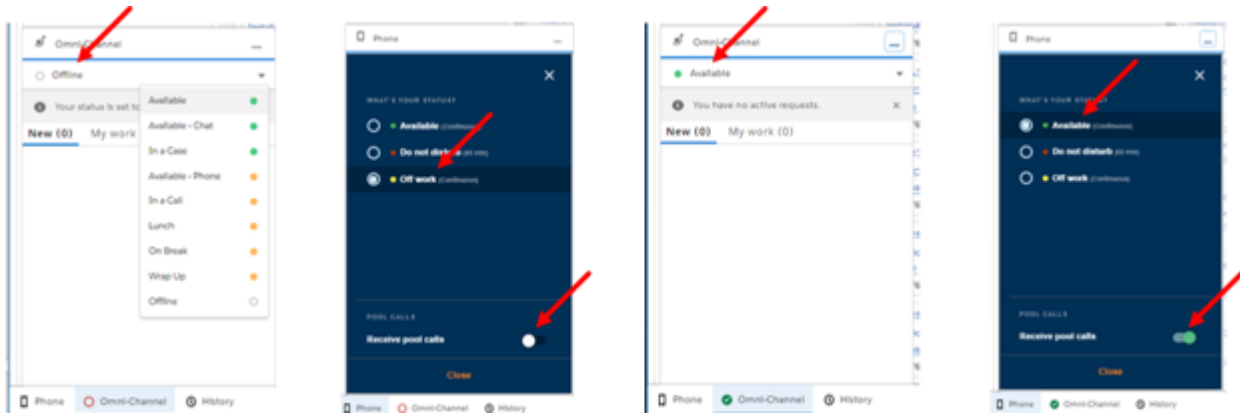 Omni-Channel
Offline
Your status is set to
New (0) My work
Available
Available - Chat
In a Case
Available - Phone
In a Call
Lunch
On Break
Wrap Up
Offline
Phone Omni-Channel History
Phone
WHAT'S YOUR STATUS?
Available (Continuous)
Do not disturb (60 min)
Off work (Continuous)
POOL CALLS
Receive pool calls
Close
Phone Omni-Channel History
Omni-Channel
Available
You have no active requests.
New (0) My work (0)
Phone Omni-Channel History
Phone
WHAT'S YOUR STATUS?
Available (Continuous)
Do not disturb (60 min)
Off work (Continuous)
POOL CALLS
Receive pool calls
Close
Phone Omni-Channel History